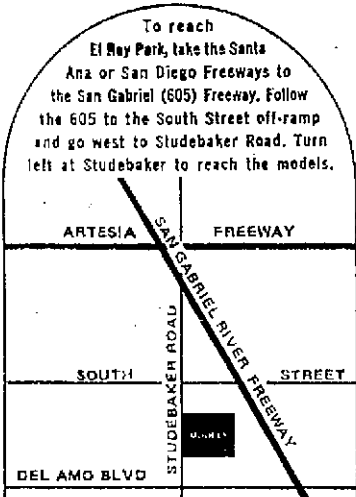 To reach
El Rey Park, take the Santa
Ana or San Diego Freeways to
the San Gabriel (605) Freeway. Follow
the 605 to the South Street off-ramp
and go west to Studebaker Road. Turn
left at Studebaker to reach the models.
ARTESIA FREEWAY
SAN GABRIEL RIVER FREEWAY
STUDEBAKER ROAD
SOUTH STREET
MODELS
DEL AMO BLVD